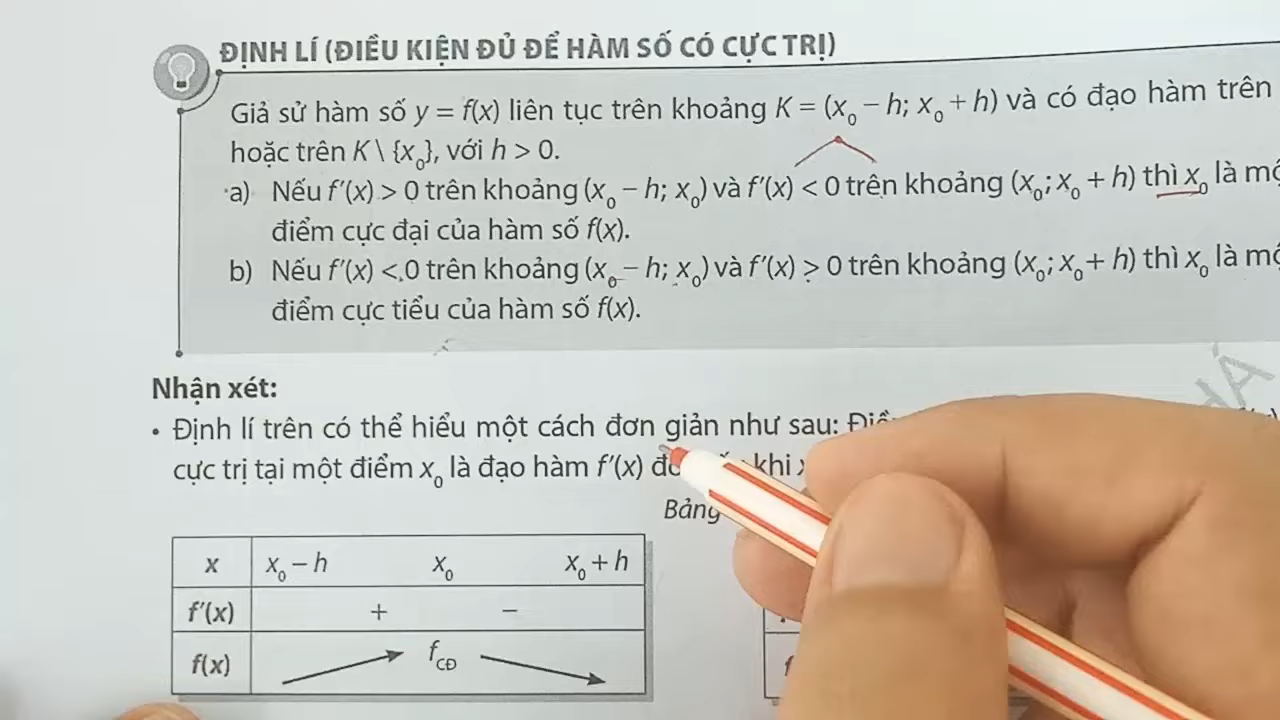 ĐỊNH LÍ (ĐIỀU KIỆN ĐỦ ĐỂ HÀM SỐ CÓ CỰC TRỊ)
Giả sử hàm số y = f(x) liên tục trên khoảng K = (x₀ – h; x₀ + h) và có đạo hàm trên
hoặc trên K \ {x₀}, với h > 0.
a) Nếu f'(x) > 0 trên khoảng (x₀ – h; x₀) và f'(x) < 0 trên khoảng (x₀; x₀ + h) thì x₀ là
điểm cực đại của hàm số f(x).
b) Nếu f'(x) < 0 trên khoảng (x₀ – h; x₀) và f'(x) > 0 trên khoảng (x₀; x₀ + h) thì x₀ là
điểm cực tiểu của hàm số f(x).
Nhận xét:
• Định lí trên có thể hiểu một cách đơn giản như sau:
cực trị tại một điểm x₀ là đạo hàm f'(x) khi
Bảng
x x₀ – h x₀ x₀ + h
f'(x) + –
f(x) f_CĐ